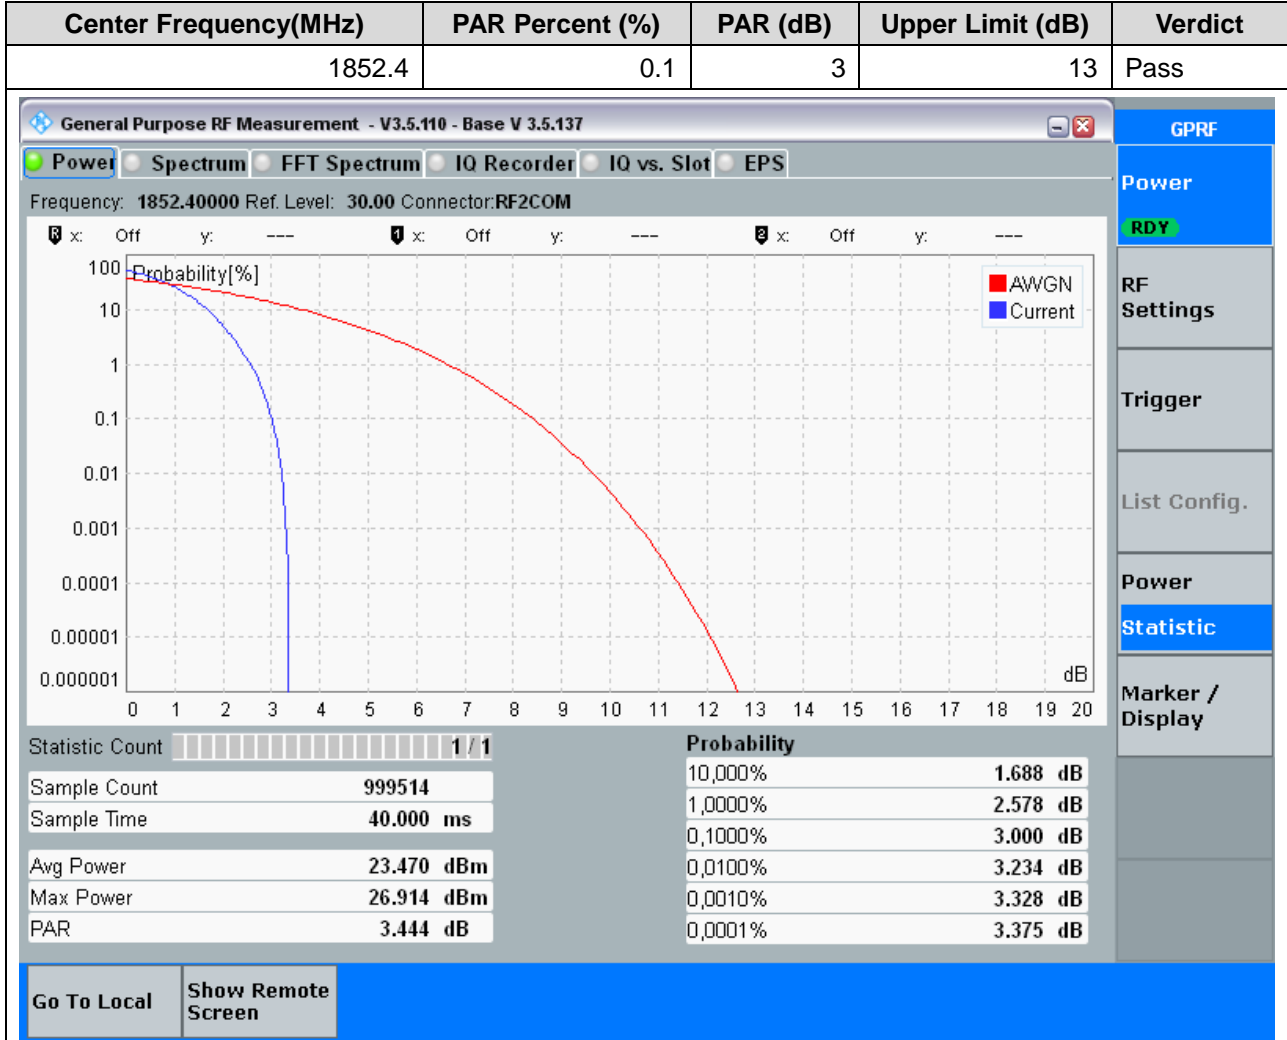 Center Frequency(MHz) PAR Percent (%) PAR (dB) Upper Limit (dB) Verdict
1852.4 0.1 3 13 Pass
General Purpose RF Measurement - V3.5.110 - Base V 3.5.137
GPRF
Power Spectrum FFT Spectrum IQ Recorder IQ vs. Slot EPS
Frequency: 1852.40000 Ref. Level: 30.00 Connector:RF2COM
R x: Off y: --- 1 x: Off y: --- 2 x: Off y: ---
Probability[%]
100
10
1
0.1
0.01
0.001
0.0001
0.00001
0.000001
AWGN
Current
dB
0 1 2 3 4 5 6 7 8 9 10 11 12 13 14 15 16 17 18 19 20
Statistic Count 1 / 1
Sample Count 999514
Sample Time 40.000 ms
Avg Power 23.470 dBm
Max Power 26.914 dBm
PAR 3.444 dB
Probability
10,000% 1.688 dB
1,0000% 2.578 dB
0,1000% 3.000 dB
0,0100% 3.234 dB
0,0010% 3.328 dB
0,0001% 3.375 dB
Power
RDY
RF
Settings
Trigger
List Config.
Power
Statistic
Marker /
Display
Go To Local
Show Remote
Screen